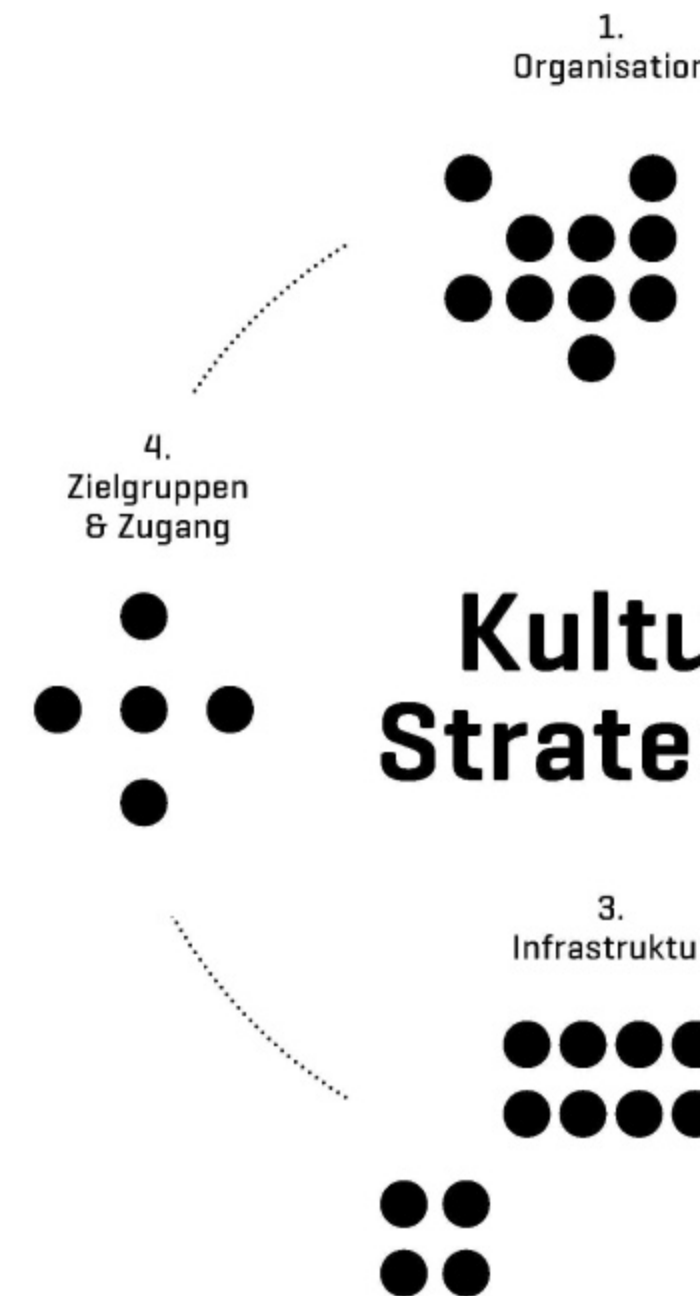 1.
Organisation
4.
Zielgruppen
& Zugang
Kultu
Strate
3.
Infrastruktu